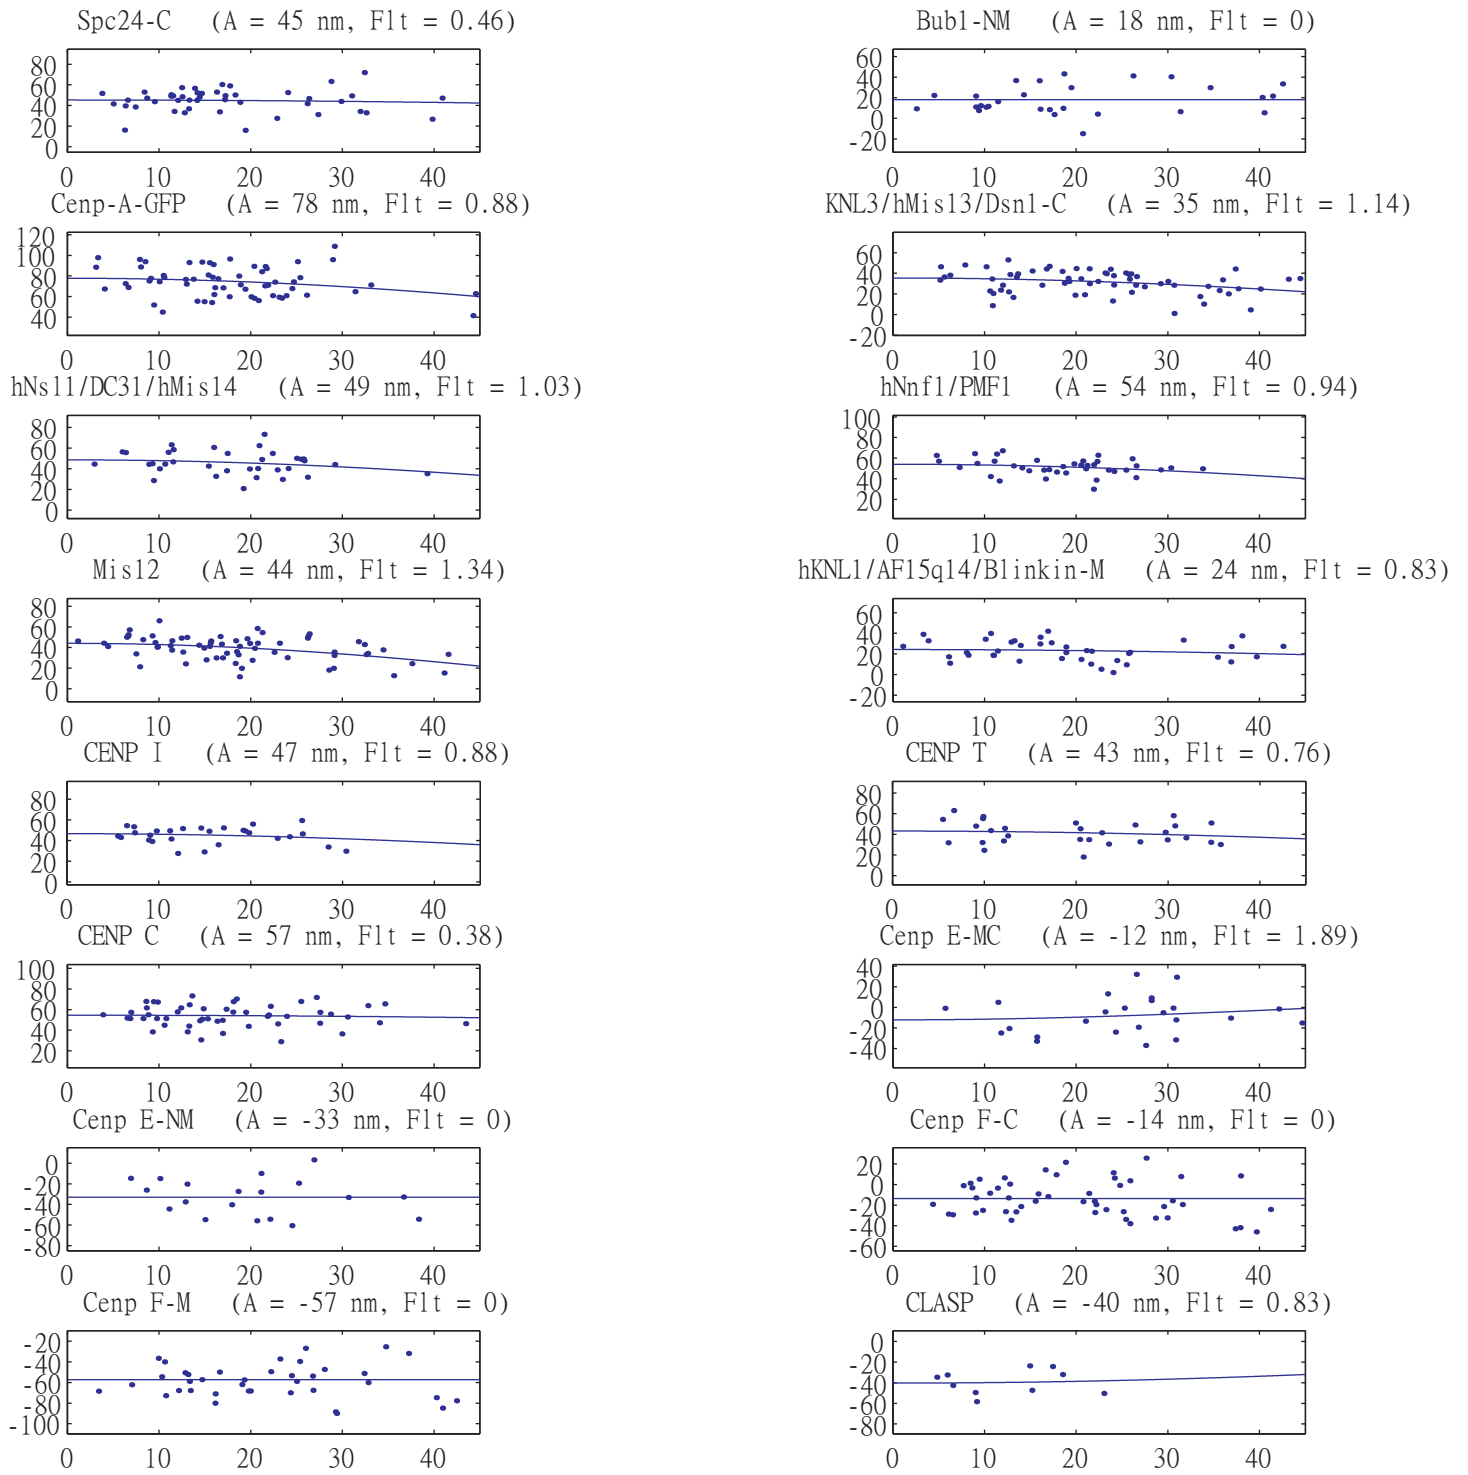 Spc24-C (A = 45 nm, Flt = 0.46)
80
60
40
20
0
0 10 20 30 40
Bub1-NM (A = 18 nm, Flt = 0)
60
40
20
0
-20
0 10 20 30 40
Cenp-A-GFP (A = 78 nm, Flt = 0.88)
120
100
80
60
40
0 10 20 30 40
KNL3/hMis13/Dsn1-C (A = 35 nm, Flt = 1.14)
60
40
20
0
-20
0 10 20 30 40
hNsl1/DC31/hMis14 (A = 49 nm, Flt = 1.03)
80
60
40
20
0
0 10 20 30 40
hNnf1/PMF1 (A = 54 nm, Flt = 0.94)
100
80
60
40
20
0 10 20 30 40
Mis12 (A = 44 nm, Flt = 1.34)
80
60
40
20
0
0 10 20 30 40
hKNL1/AF15q14/Blinkin-M (A = 24 nm, Flt = 0.83)
60
40
20
0
-20
0 10 20 30 40
CENP I (A = 47 nm, Flt = 0.88)
80
60
40
20
0
0 10 20 30 40
CENP T (A = 43 nm, Flt = 0.76)
80
60
40
20
0
0 10 20 30 40
CENP C (A = 57 nm, Flt = 0.38)
100
80
60
40
20
0 10 20 30 40
Cenp E-MC (A = -12 nm, Flt = 1.89)
40
20
0
-20
-40
0 10 20 30 40
Cenp E-NM (A = -33 nm, Flt = 0)
0
-20
-40
-60
-80
0 10 20 30 40
Cenp F-C (A = -14 nm, Flt = 0)
20
0
-20
-40
-60
0 10 20 30 40
Cenp F-M (A = -57 nm, Flt = 0)
-20
-40
-60
-80
-100
0 10 20 30 40
CLASP (A = -40 nm, Flt = 0.83)
0
-20
-40
-60
-80
0 10 20 30 40